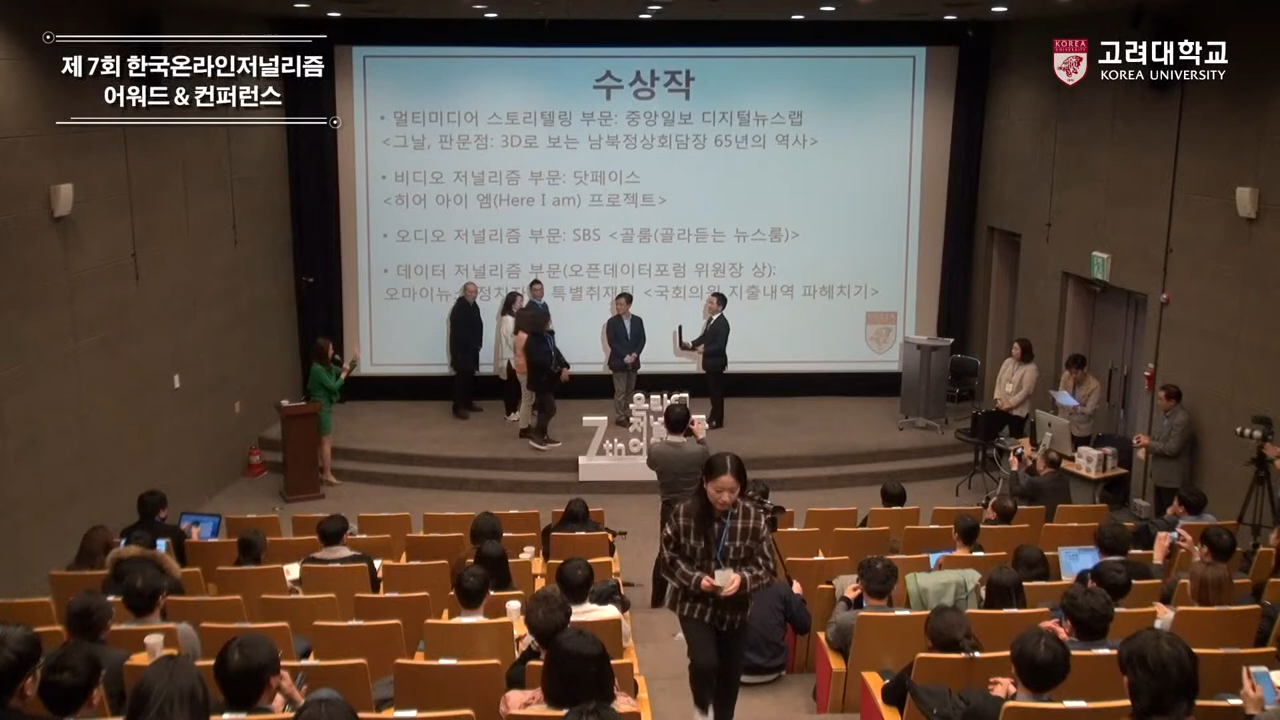 제 7회 한국온라인저널리즘
어워드 & 컨퍼런스
KOREA
고려대학교
KOREA UNIVERSITY
수상작
• 멀티미디어 스토리텔링 부문: 중앙일보 디지털뉴스랩
<그날, 판문점: 3D로 보는 남북정상회담장 65년의 역사>
• 비디오 저널리즘 부문: 닷페이스
<히어 아이 엠(Here I am) 프로젝트>
• 오디오 저널리즘 부문: SBS <골룸(골라듣는 뉴스룸)>
• 데이터 저널리즘 부문(오픈데이터포럼 위원장 상):
특별취재팀 <국회의원 지출내역 파헤치기>
KOREA
온라인
7th